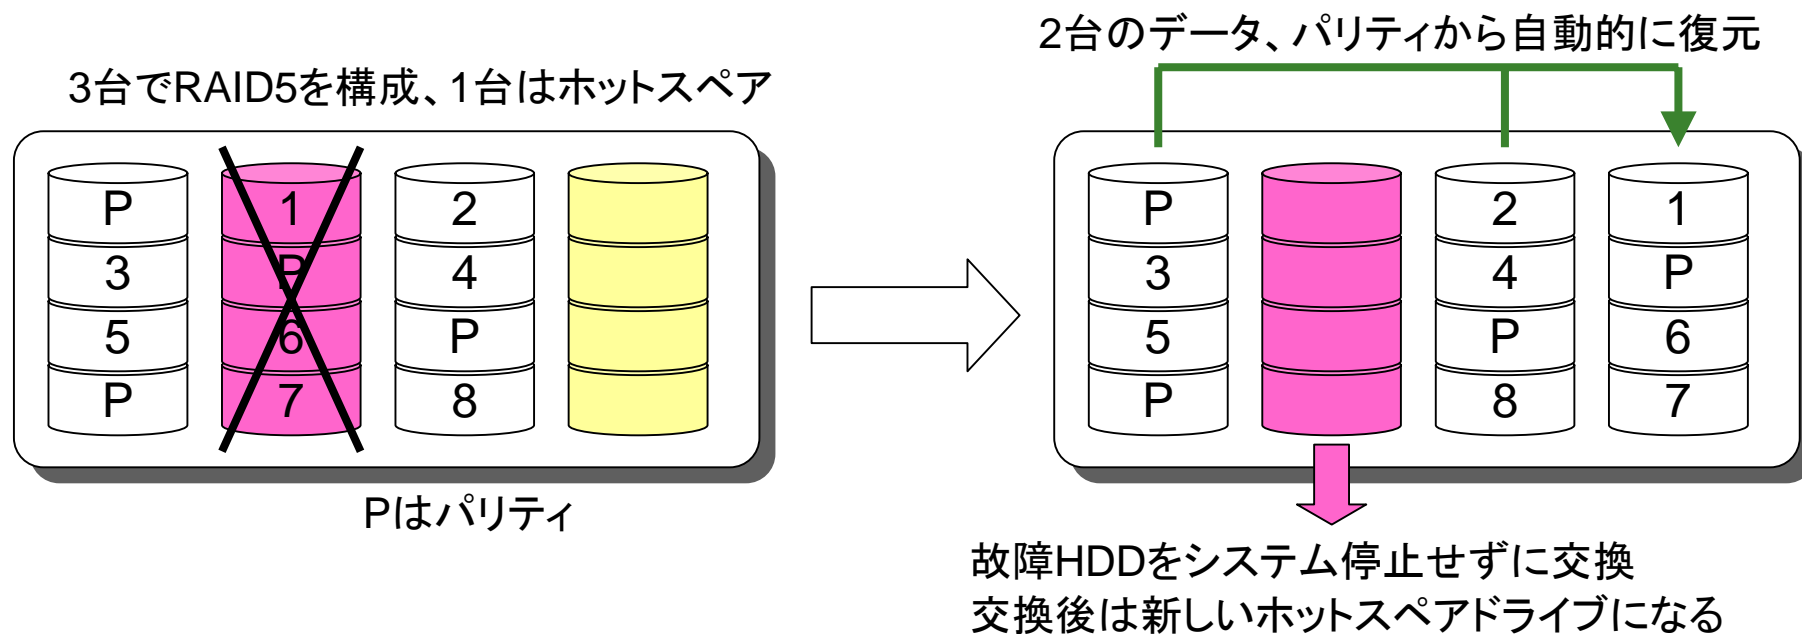 3台でRAID5を構成、1台はホットスペア
P 1 2
3 P 4
5 6 P
P 7 8
Pはパリティ
2台のデータ、パリティから自動的に復元
P 2 1
3 4 P
5 P 6
P 8 7
故障HDDをシステム停止せずに交換
交換後は新しいホットスペアドライブになる